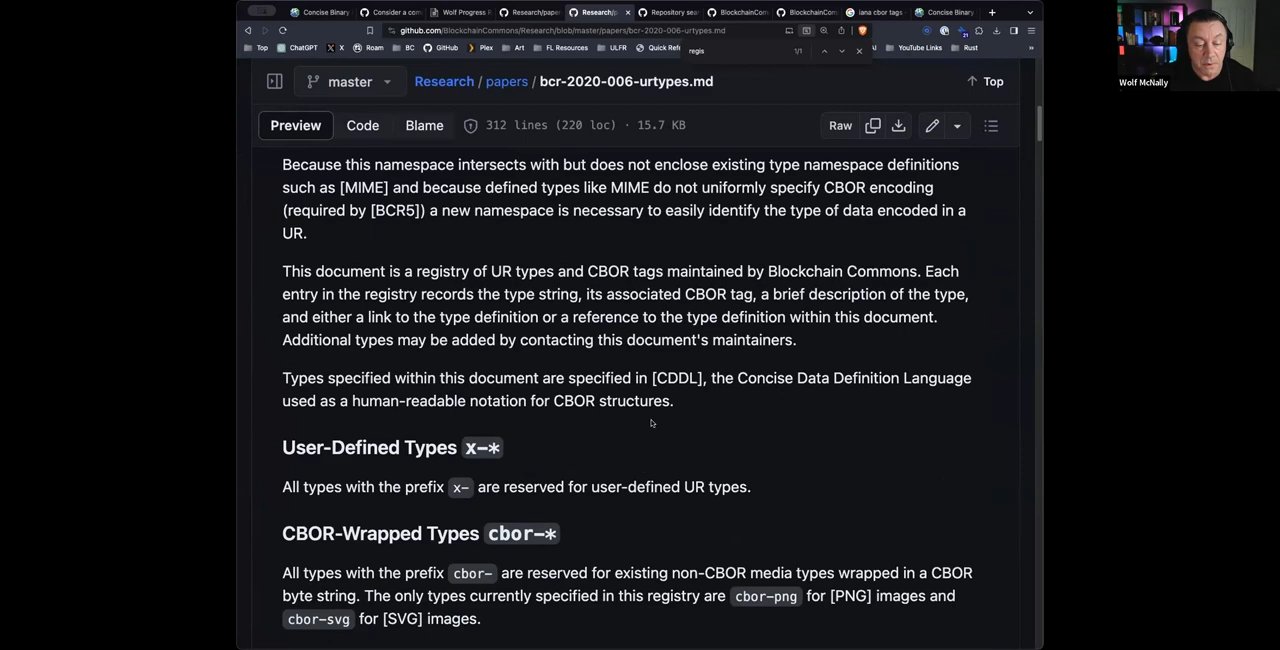 Concise Binary
Consider a com
Wolf Progress R
Research/pape
Research/p
Repository sear
BlockchainCom
BlockchainCom
iana cbor tags -
Concise Binary
github.com/BlockchainCommons/Research/blob/master/papers/bcr-2020-006-urtypes.md
Top
ChatGPT
X
Roam
BC
GitHub
Plex
Art
FL Resources
ULFR
Quick Refe
YouTube Links
Rust
regis
1/1
Wolf McNally
master
Research / papers / bcr-2020-006-urtypes.md
Top
Preview
Code
Blame
312 lines (220 loc) · 15.7 KB
Raw
Because this namespace intersects with but does not enclose existing type namespace definitions
such as [MIME] and because defined types like MIME do not uniformly specify CBOR encoding
(required by [BCR5]) a new namespace is necessary to easily identify the type of data encoded in a
UR.
This document is a registry of UR types and CBOR tags maintained by Blockchain Commons. Each
entry in the registry records the type string, its associated CBOR tag, a brief description of the type,
and either a link to the type definition or a reference to the type definition within this document.
Additional types may be added by contacting this document's maintainers.
Types specified within this document are specified in [CDDL], the Concise Data Definition Language
used as a human-readable notation for CBOR structures.
User-Defined Types x-*
All types with the prefix x- are reserved for user-defined UR types.
CBOR-Wrapped Types cbor-*
All types with the prefix cbor- are reserved for existing non-CBOR media types wrapped in a CBOR
byte string. The only types currently specified in this registry are cbor-png for [PNG] images and
cbor-svg for [SVG] images.